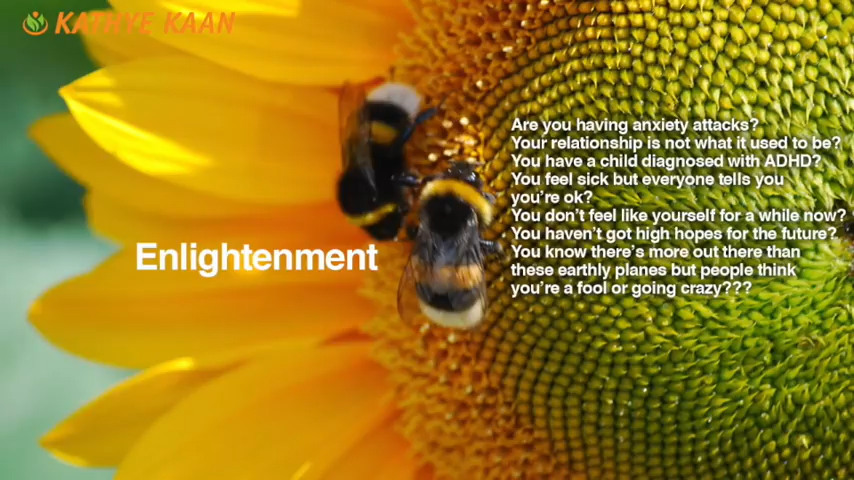 KATHYE KAAN
Enlightenment
Are you having anxiety attacks?
Your relationship is not what it used to be?
You have a child diagnosed with ADHD?
You feel sick but everyone tells you
you're ok?
You don't feel like yourself for a while now?
You haven't got high hopes for the future?
You know there's more out there than
these earthly planes but people think
you're a fool or going crazy???